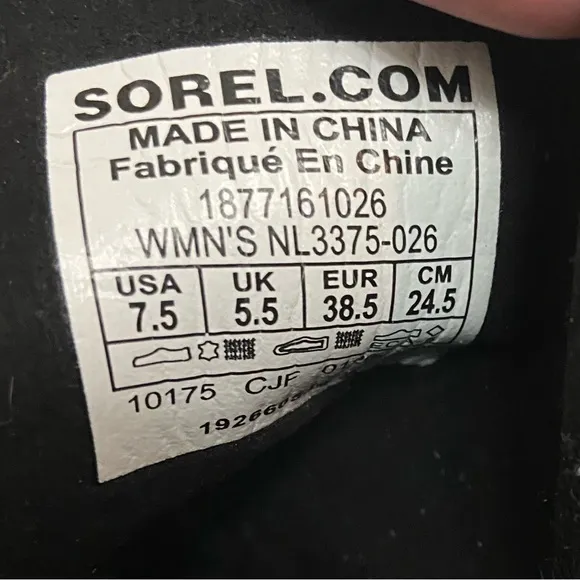 SOREL.COM
MADE IN CHINA
Fabriqué En Chine
1877161026
WMN'S NL3375-026
USA UK EUR CM
7.5 5.5 38.5 24.5
10175 CJF